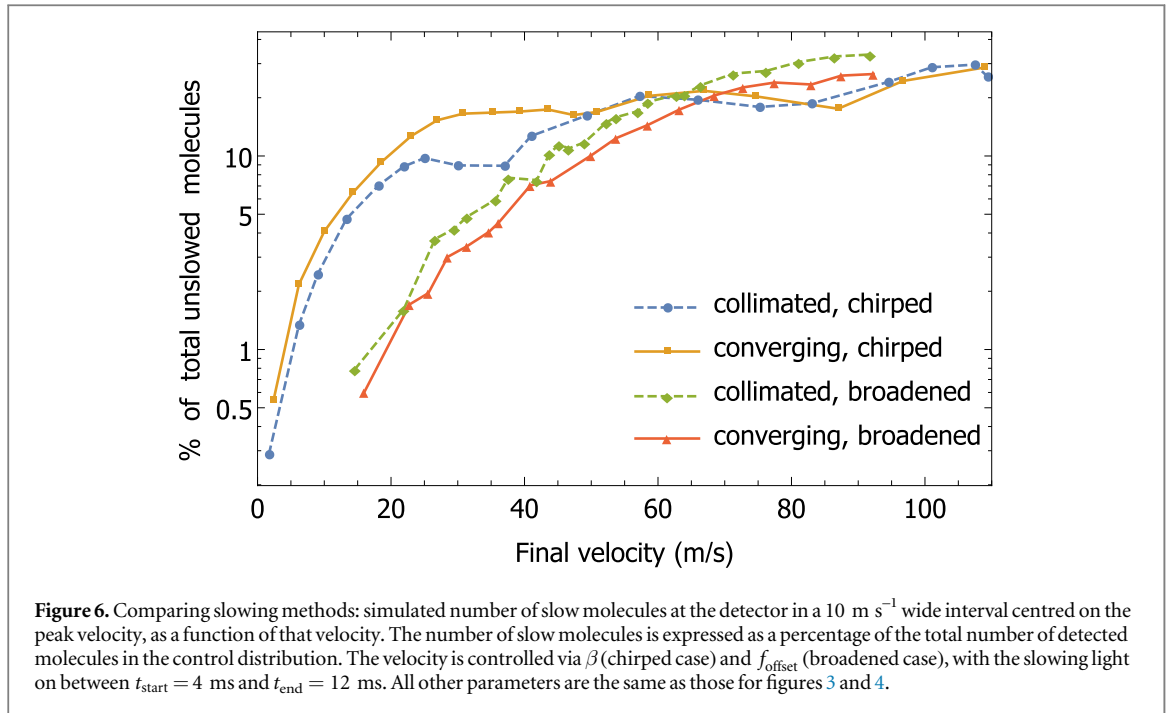 % of total unslowed molecules
10
5
1
0.5
collimated, chirped
converging, chirped
collimated, broadened
converging, broadened
0 20 40 60 80 100
Final velocity (m/s)
Figure 6. Comparing slowing methods: simulated number of slow molecules at the detector in a 10 m s⁻¹ wide interval centred on the
peak velocity, as a function of that velocity. The number of slow molecules is expressed as a percentage of the total number of detected
molecules in the control distribution. The velocity is controlled via β (chirped case) and f_offset (broadened case), with the slowing light
on between t_start = 4 ms and t_end = 12 ms. All other parameters are the same as those for figures 3 and 4.